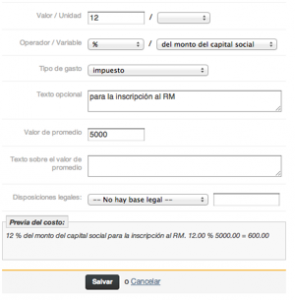 Valor / Unidad 12 /
Operador / Variable % / del monto del capital social
Tipo de gasto impuesto
Texto opcional para la inscripción al RM
Valor de promedio 5000
Texto sobre el valor de
promedio
Disposiciones legales: -- No hay base legal --
Previa del costo:
12 % del monto del capital social para la inscripción al RM. 12.00 % 5000.00 = 600.00
Salvar o Cancelar